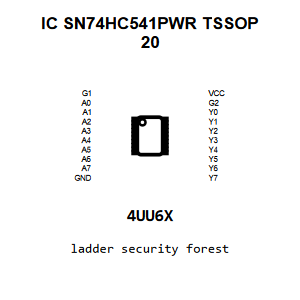 IC SN74HC541PWR TSSOP
20
G1 VCC
A0 G2
A1 Y0
A2 Y1
A3 Y2
A4 Y3
A5 Y4
A6 Y5
A7 Y6
GND Y7
4UU6X
ladder security forest